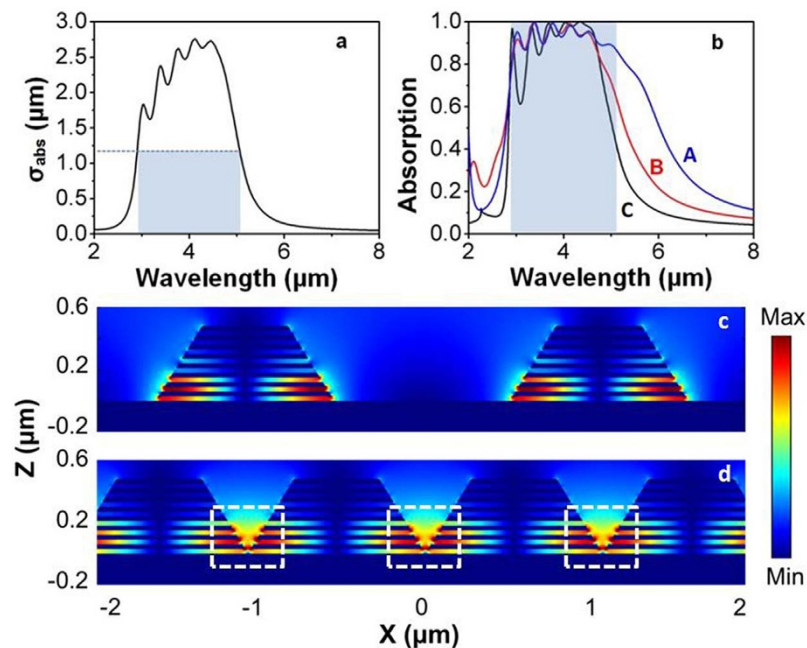 3.0
2.5
2.0
1.5
1.0
0.5
0.0
σabs (μm)
a
2 4 6 8
Wavelength (μm)
1.0
0.8
0.6
0.4
0.2
0.0
Absorption
b
A
B
C
2 4 6 8
Wavelength (μm)
0.6
0.2
-0.2
c
0.6
0.2
-0.2
d
Z (μm)
-2 -1 0 1 2
X (μm)
Max
Min